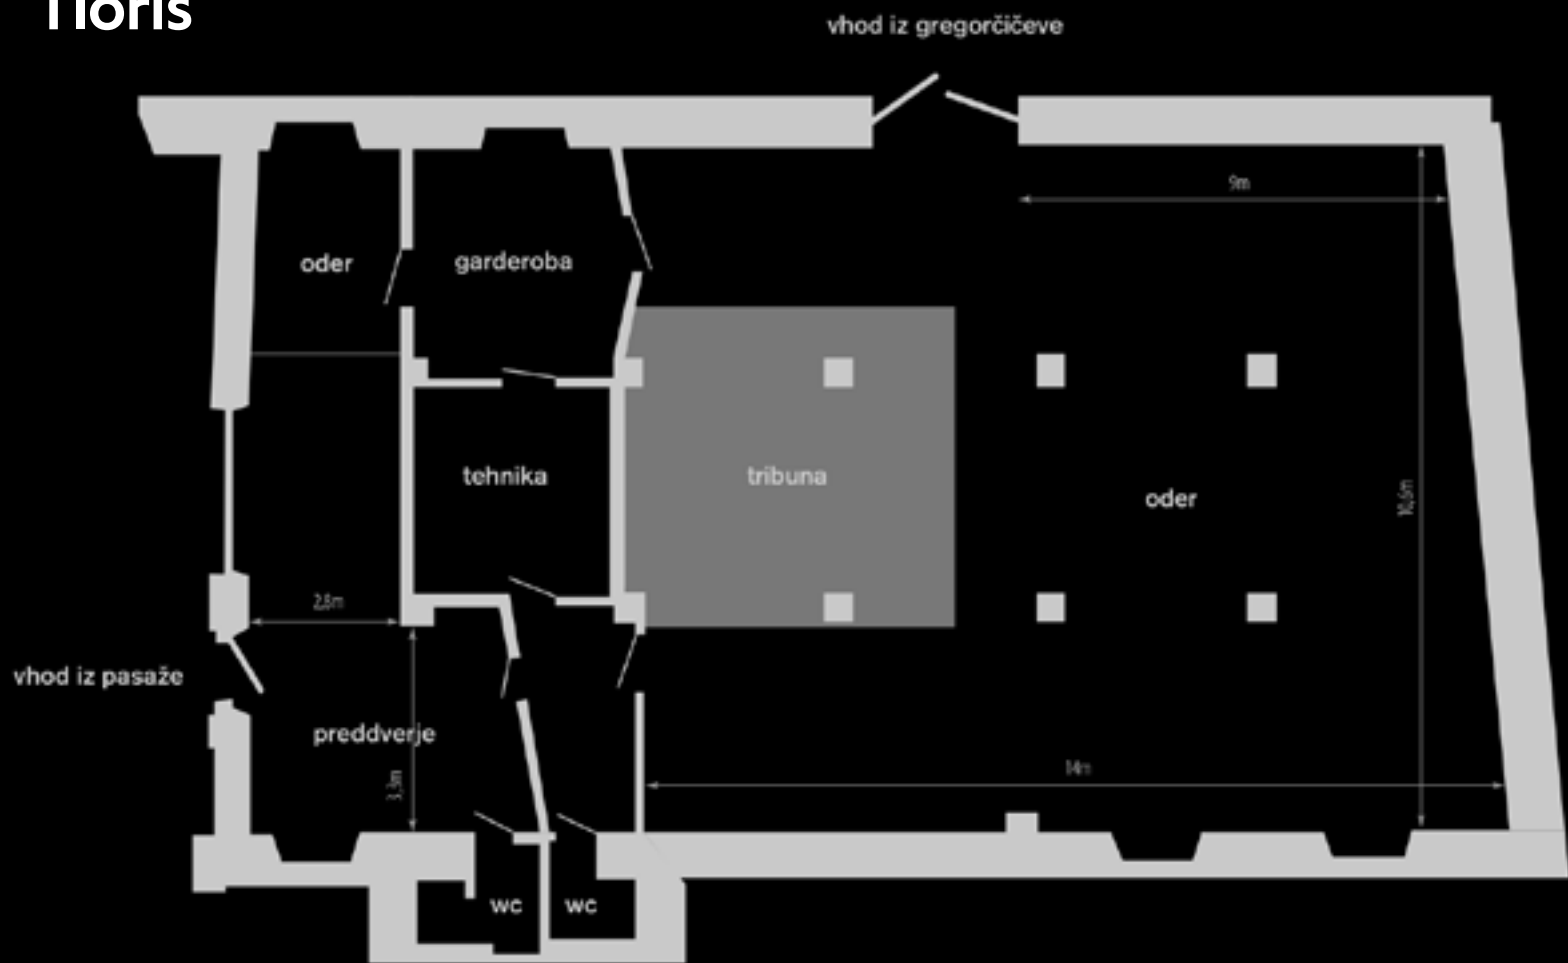 Tloris
vhod iz gregorčičeve
9m
oder
garderoba
tehnika
tribuna
oder
10,6m
2,8m
vhod iz pasaže
preddverje
3,3m
14m
wc
wc